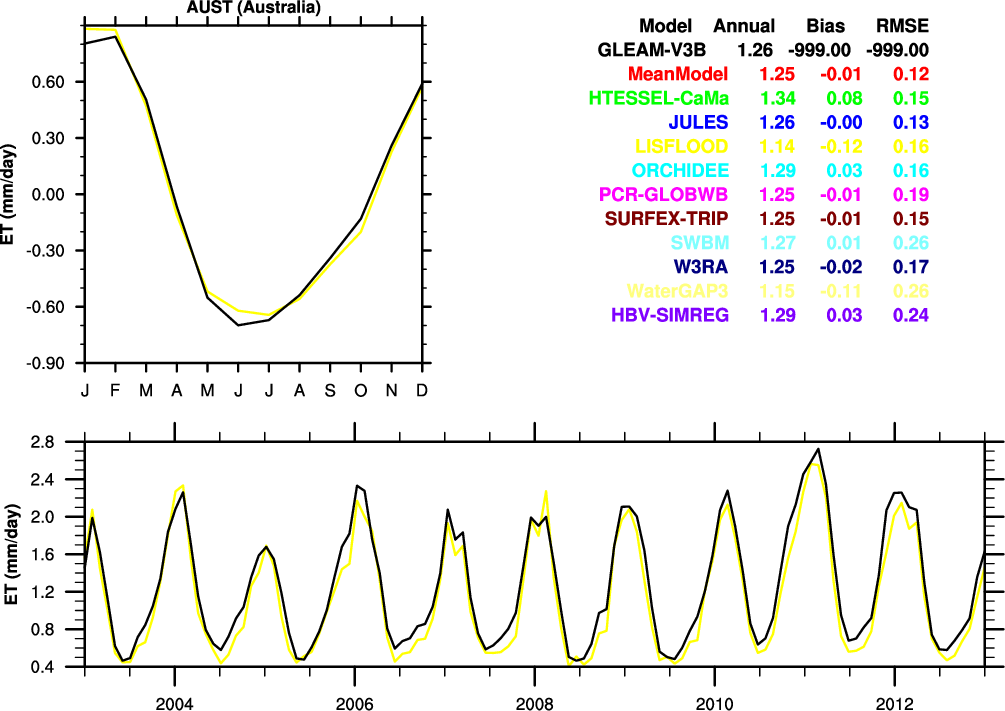 AUST (Australia)
Model Annual Bias RMSE
GLEAM-V3B 1.26 -999.00 -999.00
MeanModel 1.25 -0.01 0.12
HTESSEL-CaMa 1.34 0.08 0.15
JULES 1.26 -0.00 0.13
LISFLOOD 1.14 -0.12 0.16
ORCHIDEE 1.29 0.03 0.16
PCR-GLOBWB 1.25 -0.01 0.19
SURFEX-TRIP 1.25 -0.01 0.15
SWBM 1.27 0.01 0.26
W3RA 1.25 -0.02 0.17
WaterGAP3 1.15 -0.11 0.26
HBV-SIMREG 1.29 0.03 0.24
ET (mm/day)
0.60
0.30
0.00
-0.30
-0.60
-0.90
J F M A M J J A S O N D
ET (mm/day)
2.8
2.4
2.0
1.6
1.2
0.8
0.4
2004 2006 2008 2010 2012